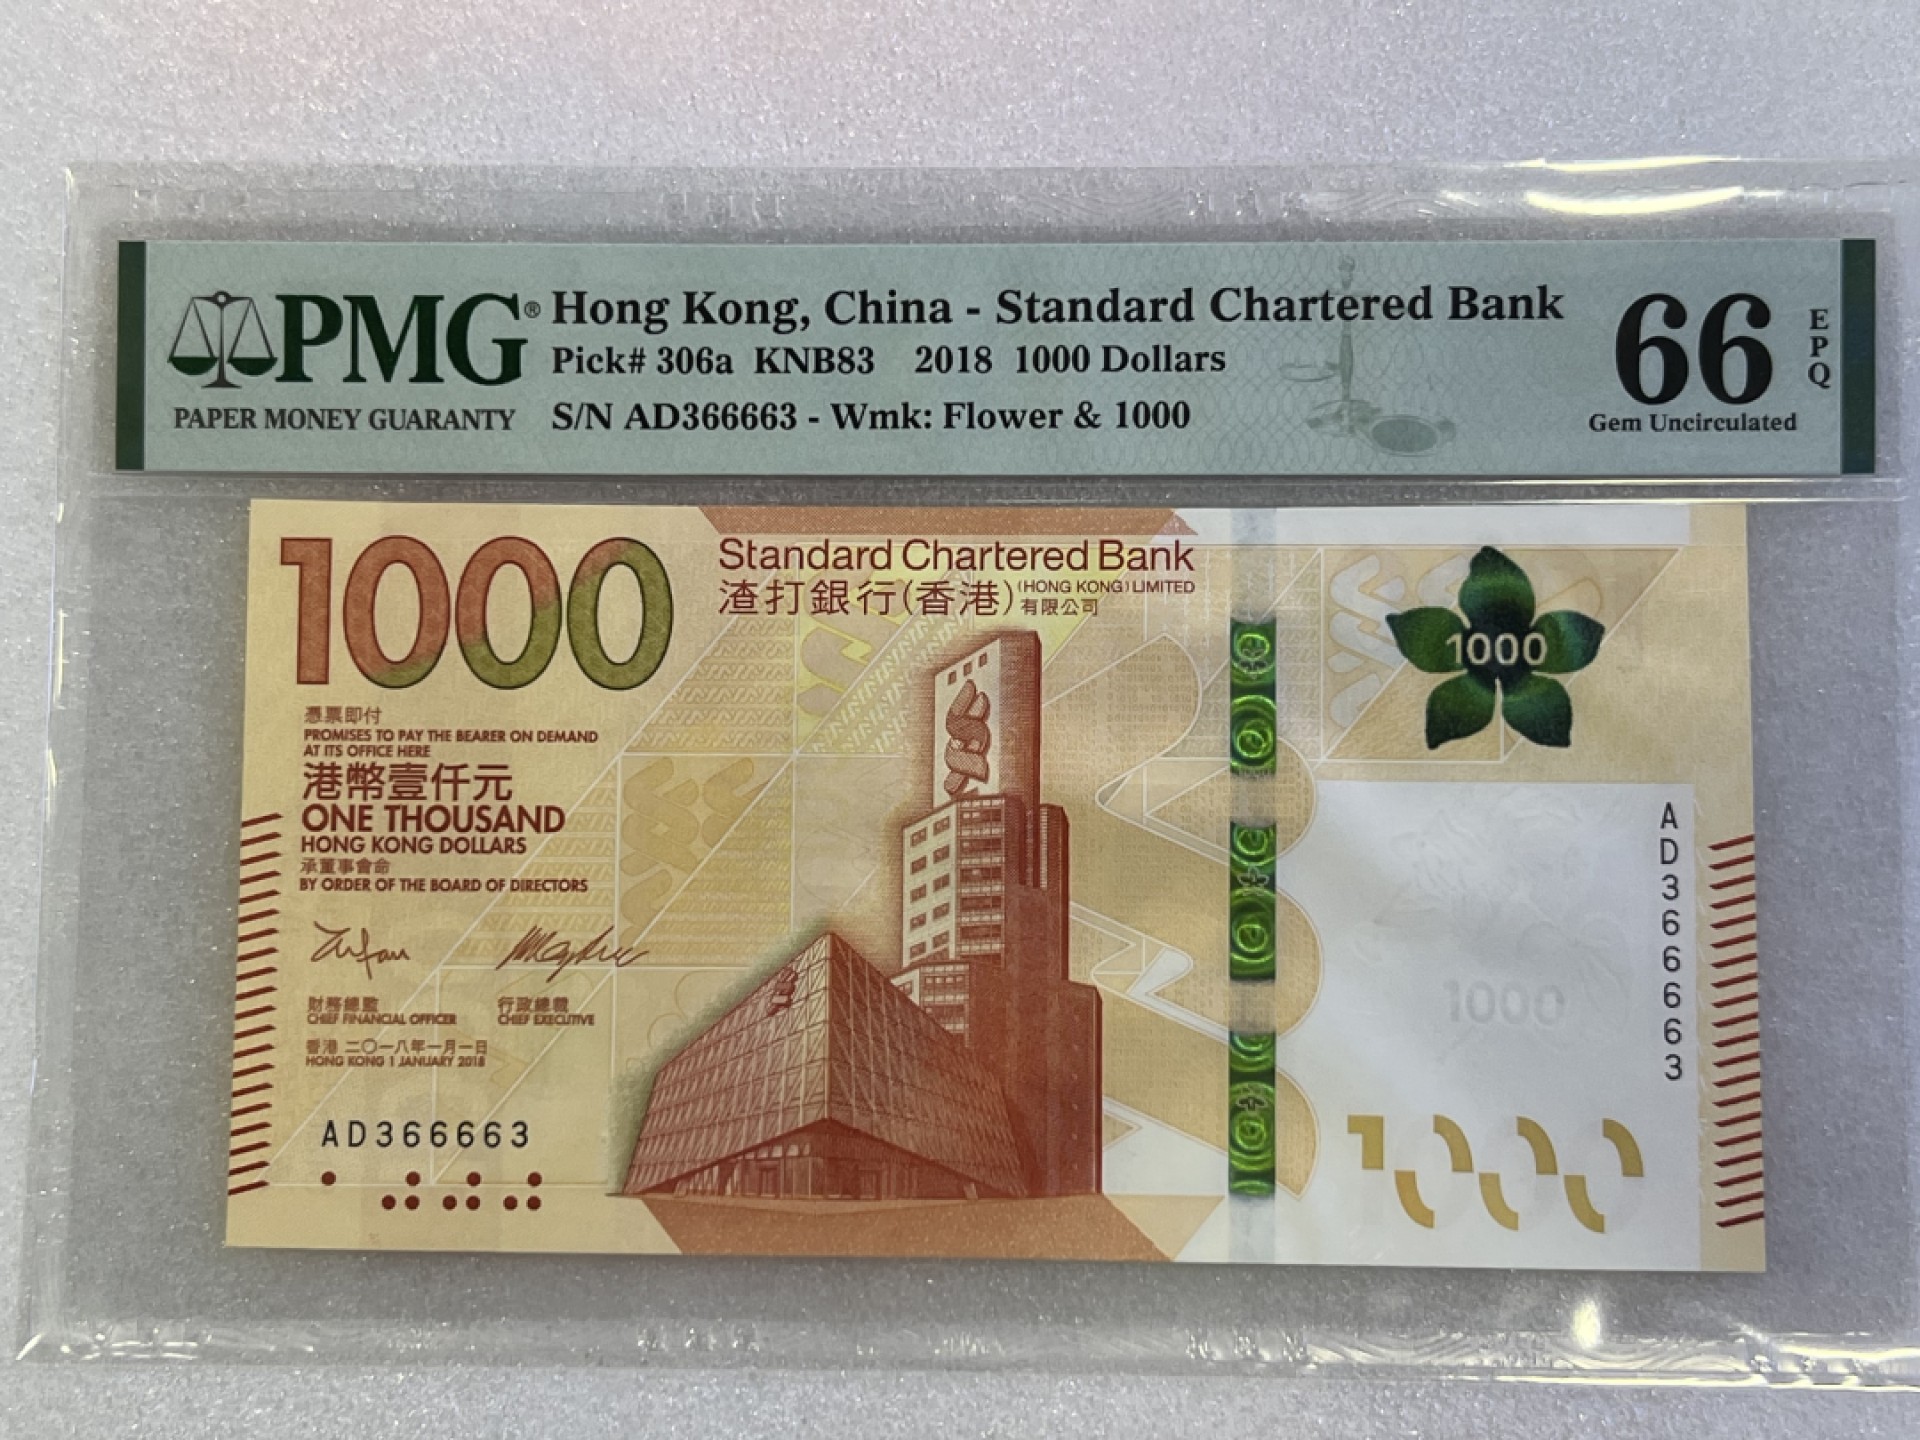 PMG®
PAPER MONEY GUARANTY
Hong Kong, China - Standard Chartered Bank
Pick# 306a KNB83 2018 1000 Dollars
S/N AD366663 - Wmk: Flower & 1000
66
EPQ
Gem Uncirculated
1000
Standard Chartered Bank
渣打銀行(香港)
(HONG KONG) LIMITED
有限公司
1000
憑票即付
PROMISES TO PAY THE BEARER ON DEMAND
AT ITS OFFICE HERE
港幣壹仟元
ONE THOUSAND
HONG KONG DOLLARS
承董事會命
BY ORDER OF THE BOARD OF DIRECTORS
財務總監
CHIEF FINANCIAL OFFICER
行政總裁
CHIEF EXECUTIVE
香港 二〇一八年一月一日
HONG KONG 1 JANUARY 2018
AD366663
AD366663
1000
1000